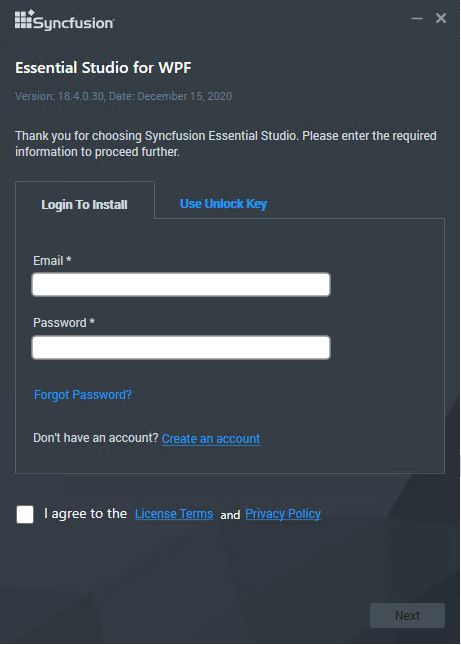 Syncfusion
Essential Studio for WPF
Version: 18.4.0.30, Date: December 15, 2020
Thank you for choosing Syncfusion Essential Studio. Please enter the required
information to proceed further.
Login To Install
Use Unlock Key
Email *
Password *
Forgot Password?
Don't have an account? Create an account
I agree to the License Terms and Privacy Policy
Next